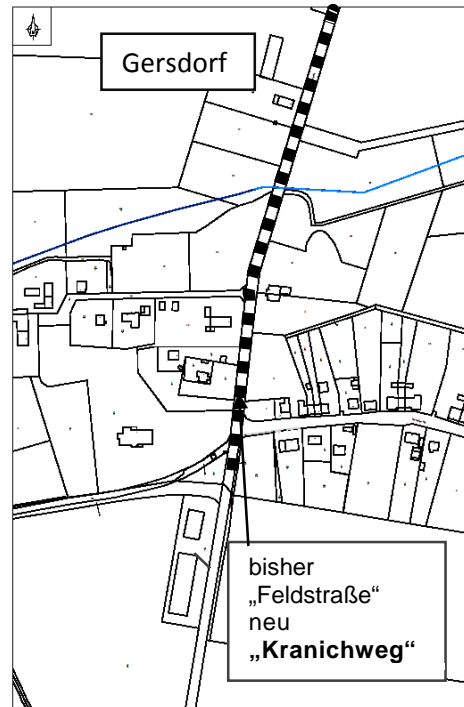 Gersdorf
bisher
„Feldstraße“
neu
„Kranichweg“